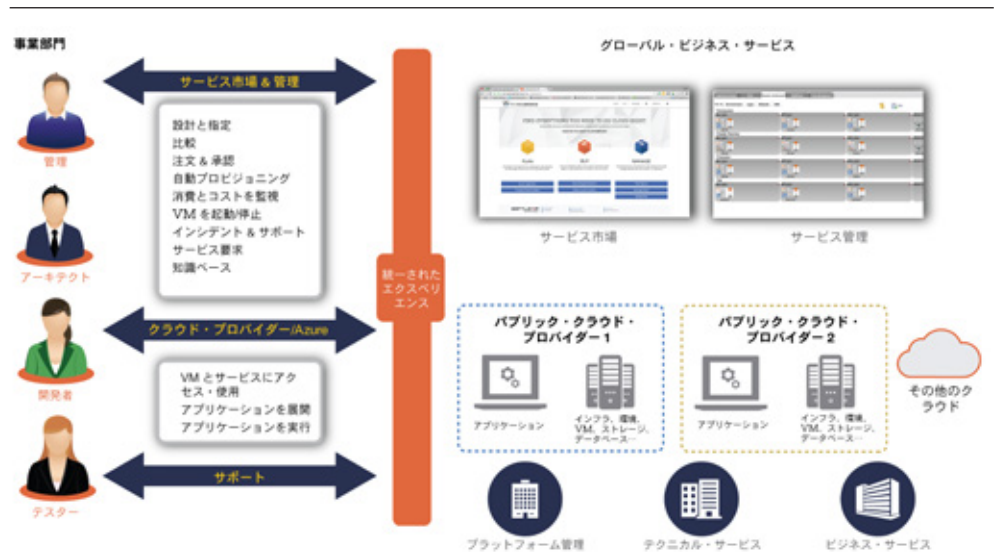 事業部門
管理
アーキテクト
開発者
テスター
サービス市場 & 管理
設計と指定
比較
注文 & 承認
自動プロビジョニング
消費とコストを監視
VM を起動/停止
インシデント & サポート
サービス要求
知識ベース
クラウド・プロバイダー/Azure
VM とサービスにアク
セス・使用
アプリケーションを展開
アプリケーションを実行
サポート
統一された
エクスペリ
エンス
グローバル・ビジネス・サービス
サービス市場
サービス管理
パブリック・クラウド・
プロバイダー 1
アプリケーション
インフラ、環境、
VM、ストレージ、
データベース…
パブリック・クラウド・
プロバイダー 2
アプリケーション
インフラ、環境、
VM、ストレージ、
データベース…
その他のク
ラウド
プラットフォーム管理
テクニカル・サービス
ビジネス・サービス